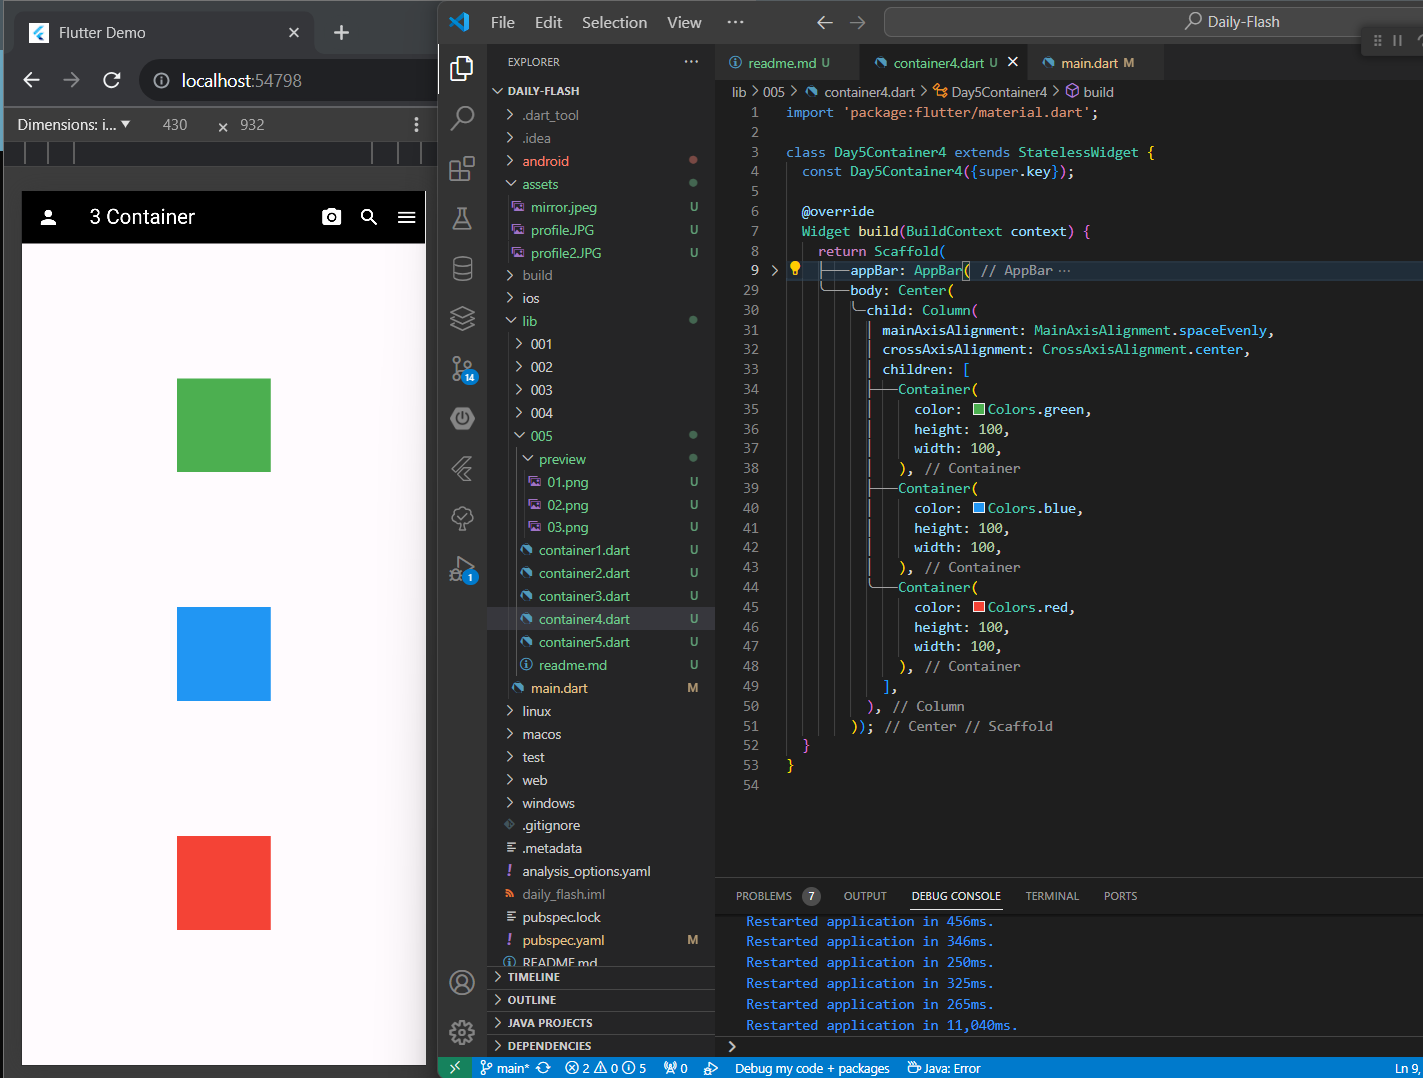 Flutter Demo
localhost:54798
Dimensions: i...
430
932
3 Container
File Edit Selection View ...
Daily-Flash
EXPLORER
DAILY-FLASH
.dart_tool
.idea
android
assets
mirror.jpeg U
profile.JPG U
profile2.JPG U
build
ios
lib
001
002
003
004
005
preview
01.png U
02.png U
03.png U
container1.dart U
container2.dart U
container3.dart U
container4.dart U
container5.dart U
readme.md U
main.dart M
linux
macos
test
web
windows
.gitignore
.metadata
analysis_options.yaml
daily_flash.iml
pubspec.lock
pubspec.yaml M
README.md
TIMELINE
OUTLINE
JAVA PROJECTS
DEPENDENCIES
14
1
readme.md U
container4.dart U
main.dart M
lib > 005 > container4.dart > Day5Container4 > build
1 import 'package:flutter/material.dart';
2
3 class Day5Container4 extends StatelessWidget {
4 const Day5Container4({super.key});
5
6 @override
7 Widget build(BuildContext context) {
8 return Scaffold(
9 appBar: AppBar( // AppBar ...
29 body: Center(
30 child: Column(
31 mainAxisAlignment: MainAxisAlignment.spaceEvenly,
32 crossAxisAlignment: CrossAxisAlignment.center,
33 children: [
34 Container(
35 color: Colors.green,
36 height: 100,
37 width: 100,
38 ), // Container
39 Container(
40 color: Colors.blue,
41 height: 100,
42 width: 100,
43 ), // Container
44 Container(
45 color: Colors.red,
46 height: 100,
47 width: 100,
48 ), // Container
49 ],
50 ), // Column
51 )); // Center // Scaffold
52 }
53 }
54
PROBLEMS 7 OUTPUT DEBUG CONSOLE TERMINAL PORTS
Restarted application in 456ms.
Restarted application in 346ms.
Restarted application in 250ms.
Restarted application in 325ms.
Restarted application in 265ms.
Restarted application in 11,040ms.
main* 2 0 5 0 Debug my code + packages Java: Error Ln 9,